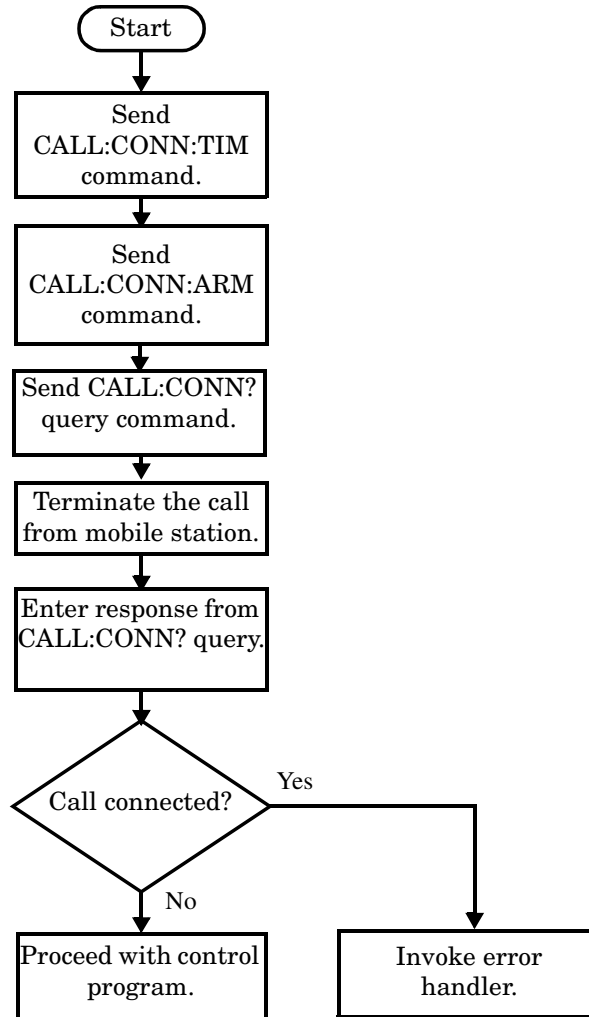 Start
Send
CALL:CONN:TIM
command.
Send
CALL:CONN:ARM
command.
Send CALL:CONN?
query command.
Terminate the call
from mobile station.
Enter response from
CALL:CONN? query.
Call connected?
Yes
No
Proceed with control
program.
Invoke error
handler.